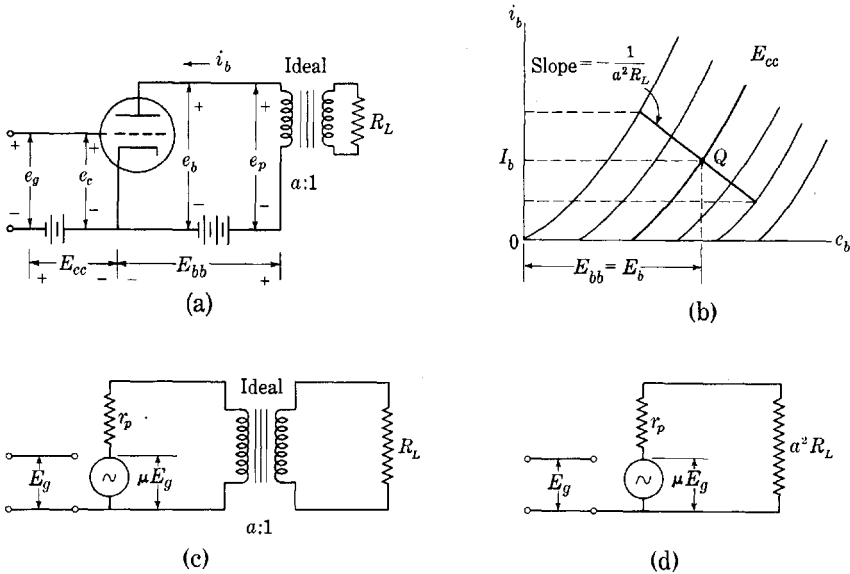 i_b
Ideal
+ + +
e_g e_c e_b e_p
R_L
a:1
− − − −
E_cc E_bb
+ − − +
(a)
i_b
Slope = − 1/(a²R_L)
E_cc
I_b
Q
0
c_b
E_bb = E_b
(b)
Ideal
r_p
E_g
μE_g
R_L
a:1
(c)
r_p
E_g
μE_g
a²R_L
(d)